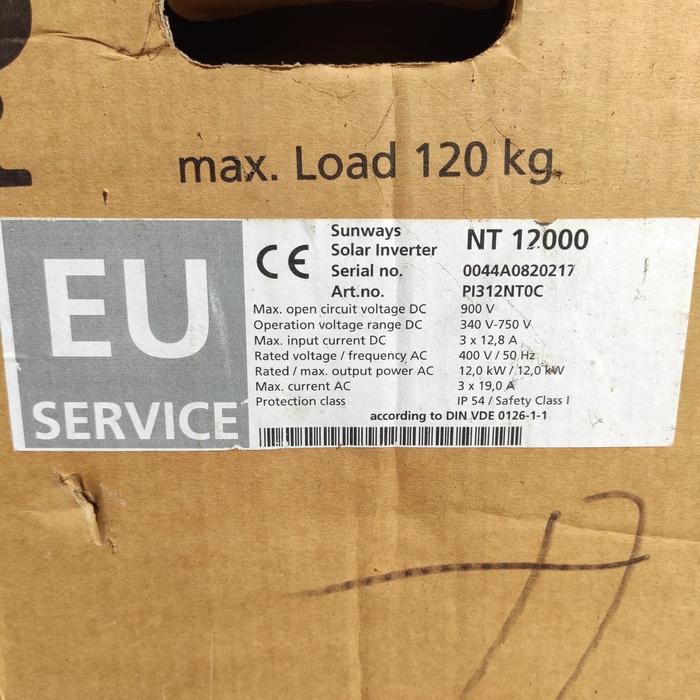 max. Load 120 kg
EU
SERVICE
CE
Sunways
Solar Inverter
NT 12000
Serial no. 0044A0820217
Art.no. PI312NT0C
Max. open circuit voltage DC 900 V
Operation voltage range DC 340 V-750 V
Max. input current DC 3 x 12,8 A
Rated voltage / frequency AC 400 V / 50 Hz
Rated / max. output power AC 12,0 kW / 12,0 kW
Max. current AC 3 x 19,0 A
Protection class IP 54 / Safety Class I
according to DIN VDE 0126-1-1